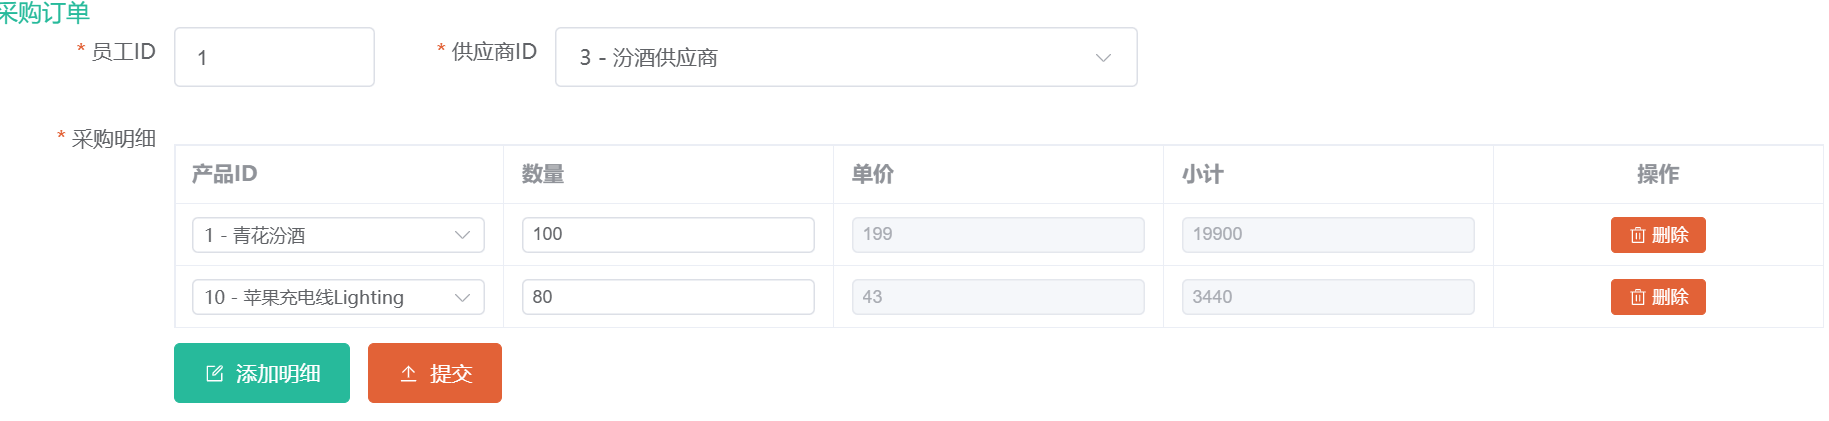 采购订单
* 员工ID 1 * 供应商ID 3 - 汾酒供应商
* 采购明细
产品ID 数量 单价 小计 操作
1 - 青花汾酒 100 199 19900 删除
10 - 苹果充电线Lighting 80 43 3440 删除
添加明细 提交